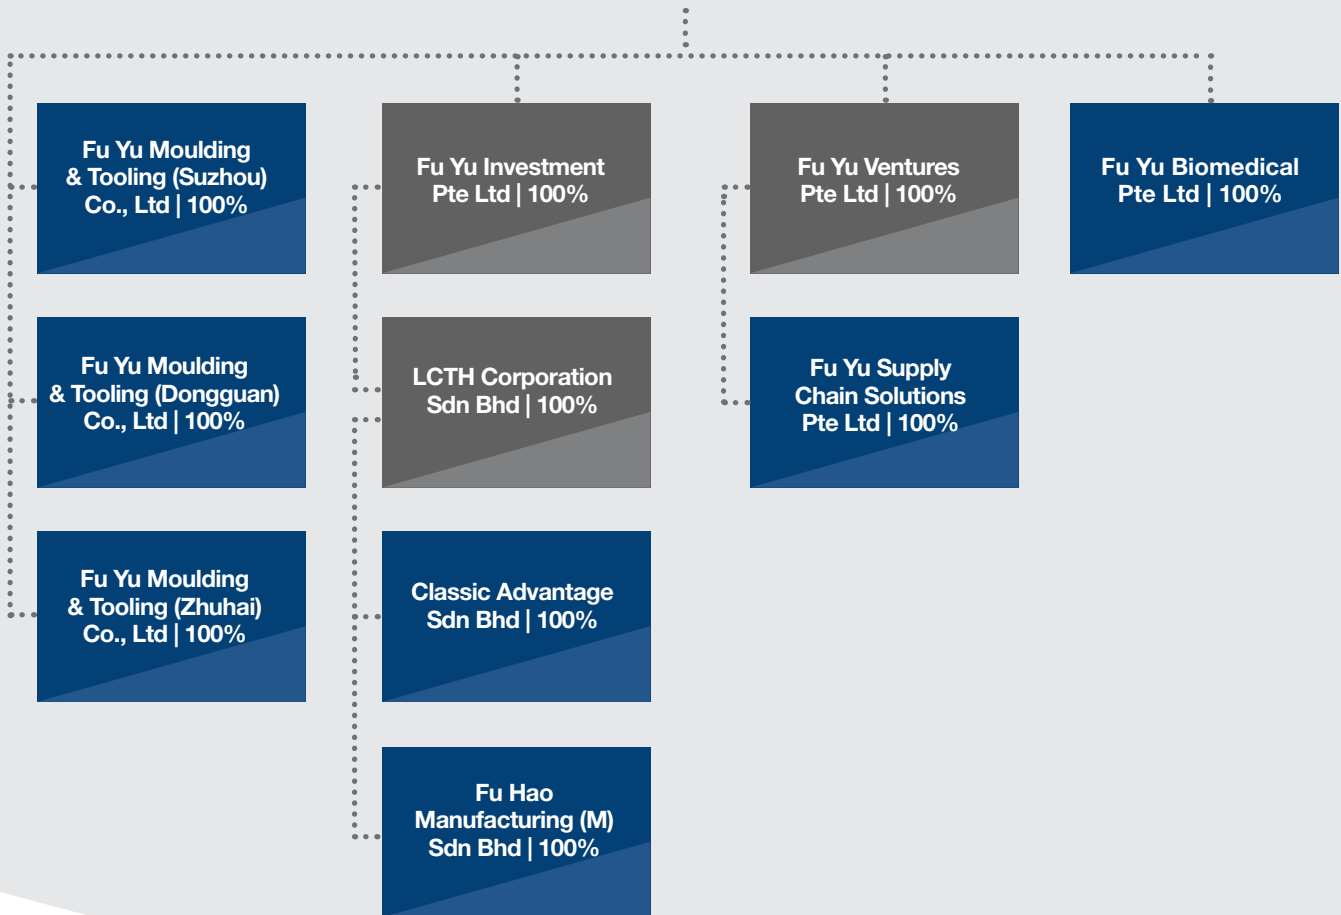 Fu Yu Moulding
& Tooling (Suzhou)
Co., Ltd | 100%
Fu Yu Investment
Pte Ltd | 100%
Fu Yu Ventures
Pte Ltd | 100%
Fu Yu Biomedical
Pte Ltd | 100%
Fu Yu Moulding
& Tooling (Dongguan)
Co., Ltd | 100%
LCTH Corporation
Sdn Bhd | 100%
Fu Yu Supply
Chain Solutions
Pte Ltd | 100%
Fu Yu Moulding
& Tooling (Zhuhai)
Co., Ltd | 100%
Classic Advantage
Sdn Bhd | 100%
Fu Hao
Manufacturing (M)
Sdn Bhd | 100%